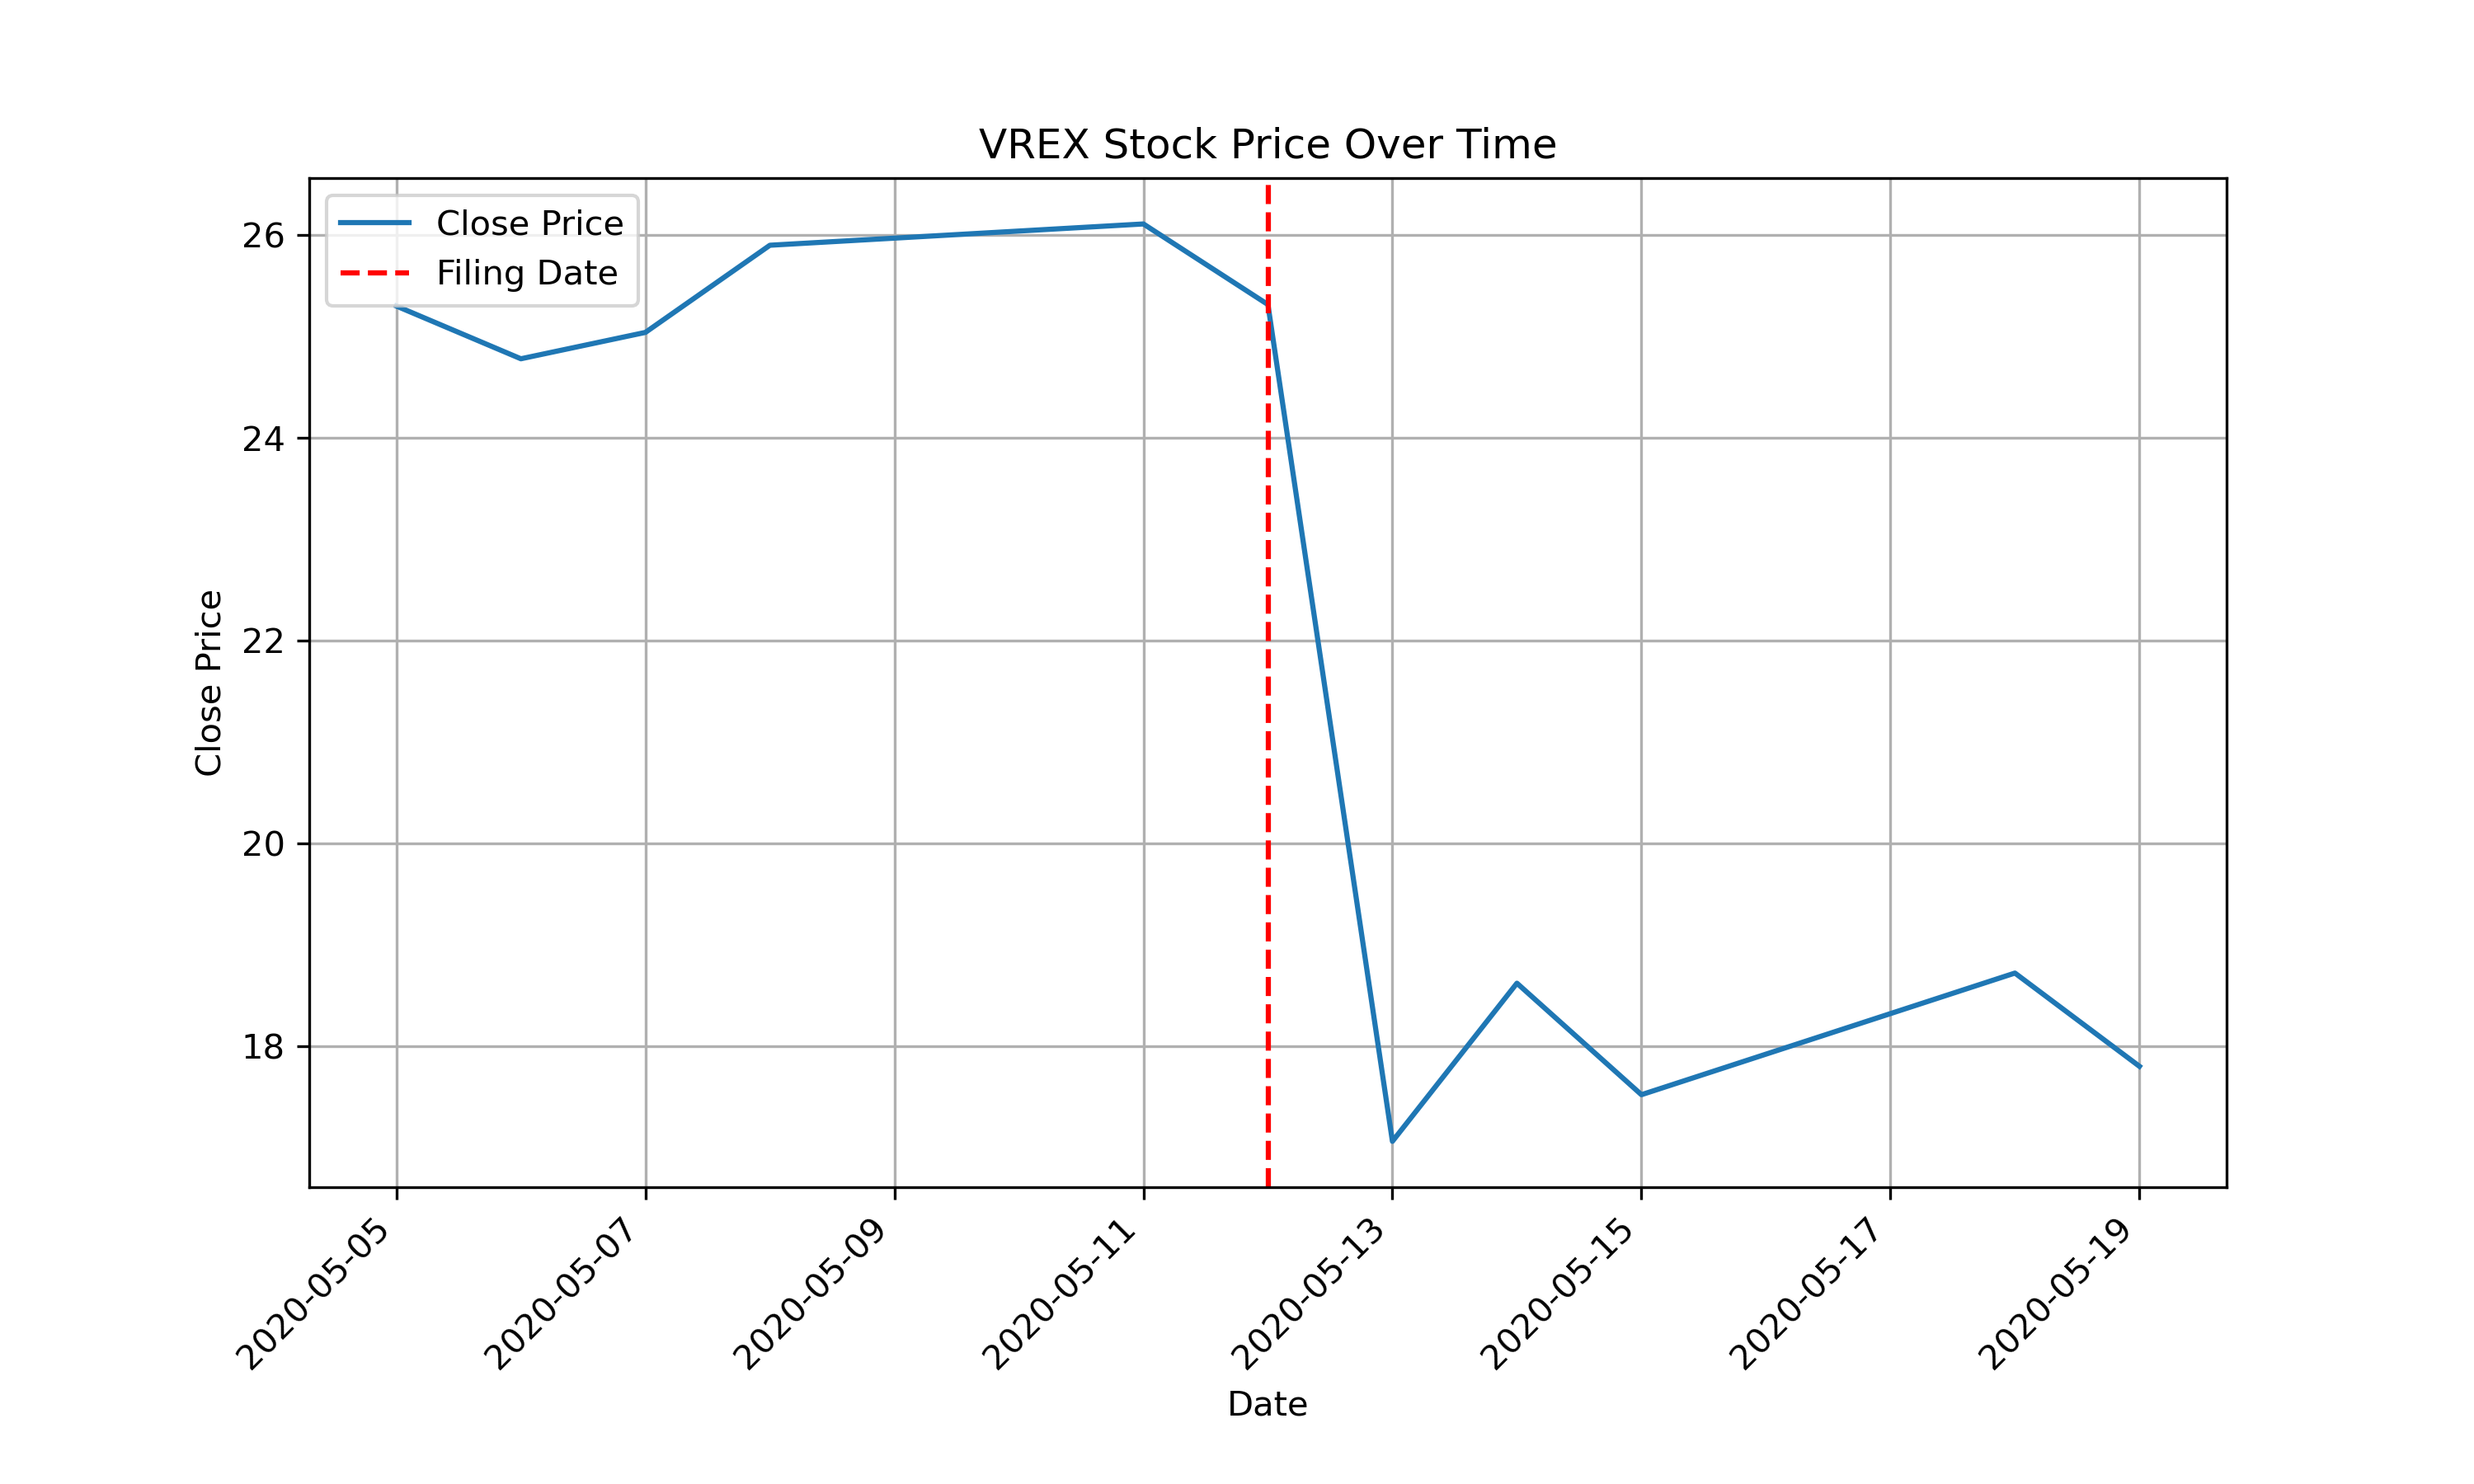 VREX Stock Price Over Time
Close Price
Filing Date
26
24
22
20
18
Close Price
2020-05-05
2020-05-07
2020-05-09
2020-05-11
2020-05-13
2020-05-15
2020-05-17
2020-05-19
Date